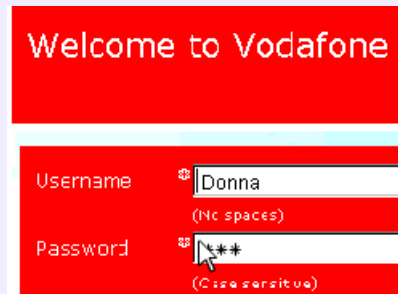 Welcome to Vodafone
Username * Donna
(No spaces)
Password * ***
(Case sensitive)